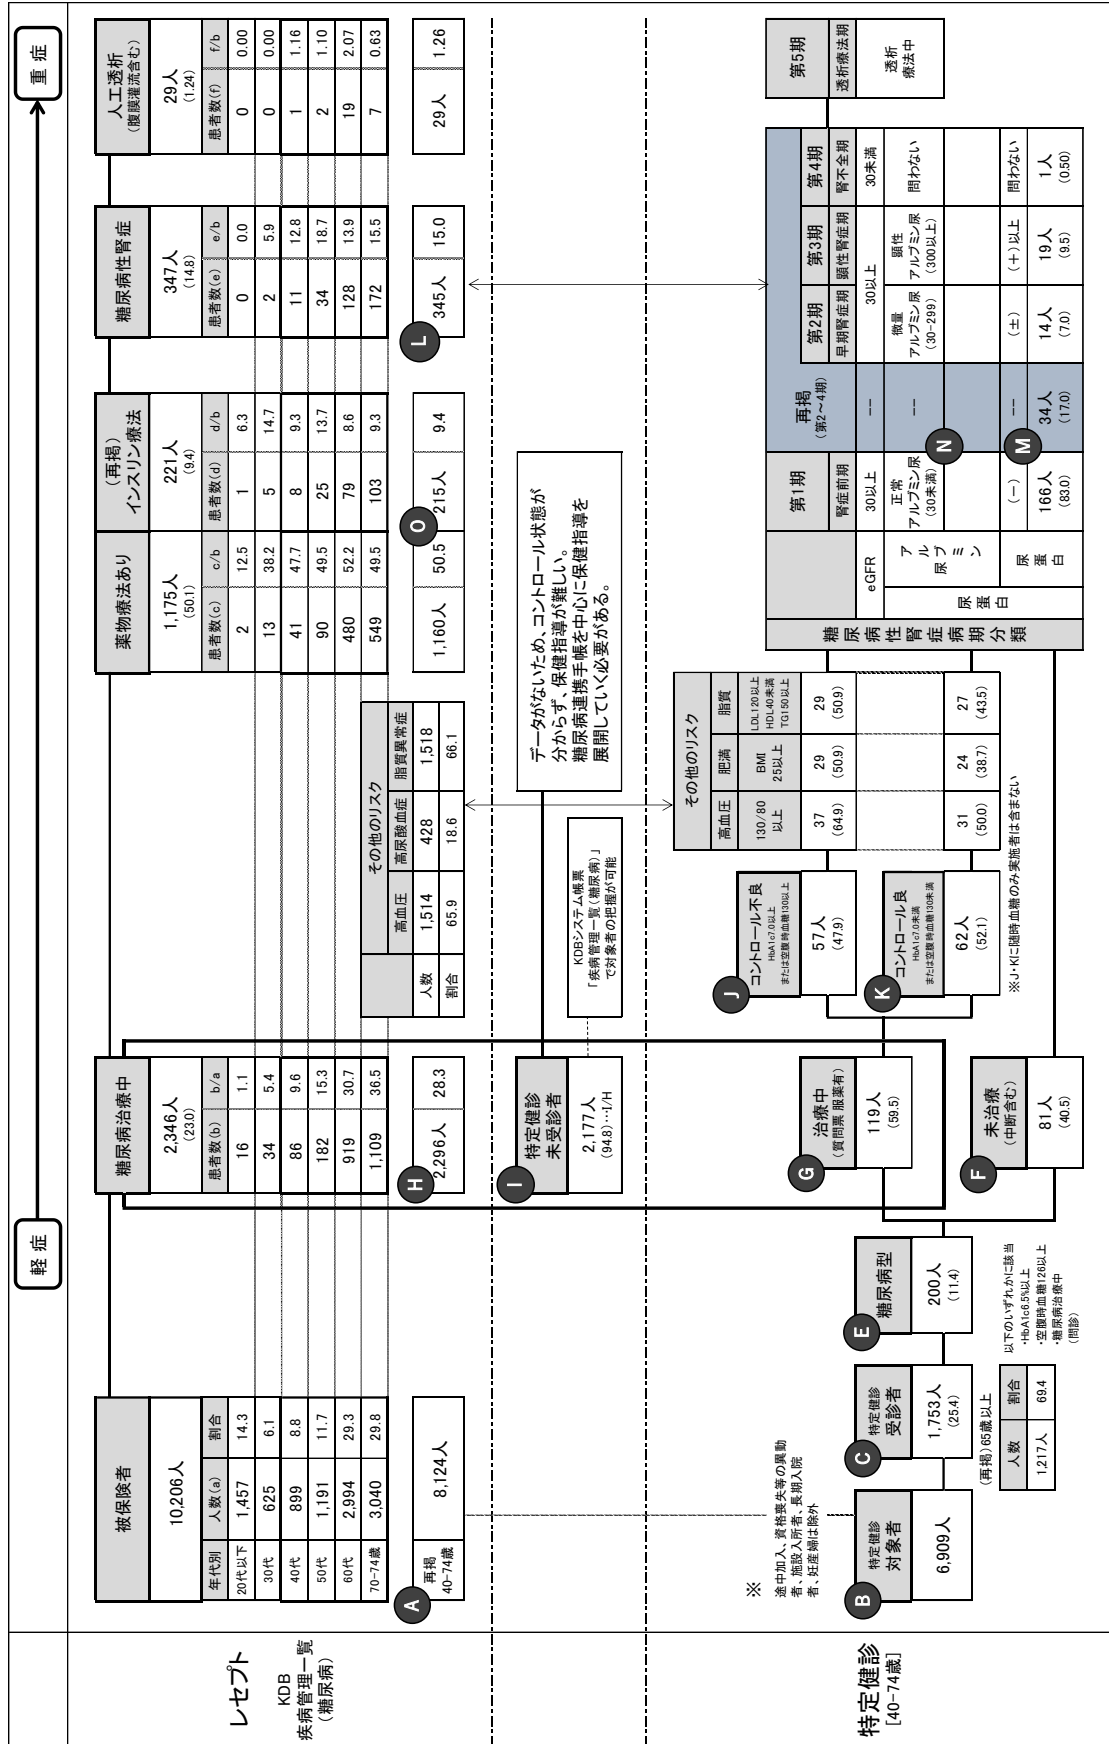 軽症
重症
レセプト
KDB
疾病管理一覧
(糖尿病)
被保険者
10,206人
年代別 人数(a) 割合
20代以下 1,457 14.3
30代 625 6.1
40代 899 8.8
50代 1,191 11.7
60代 2,994 29.3
70-74歳 3,040 29.8
A
再掲
40-74歳
8,124人
糖尿病治療中
2,346人
(23.0)
患者数(b) b/a
16 1.1
34 5.4
86 9.6
182 15.3
919 30.7
1,109 36.5
H
2,296人 28.3
その他のリスク
高血圧 高尿酸血症 脂質異常症
人数 1,514 428 1,518
割合 65.9 18.6 66.1
薬物療法あり
1,175人
(50.1)
患者数(c) c/b
2 12.5
13 38.2
41 47.7
90 49.5
480 52.2
549 49.5
1,160人 50.5
O
(再掲)
インスリン療法
221人
(9.4)
患者数(d) d/b
1 6.3
5 14.7
8 9.3
25 13.7
79 8.6
103 9.3
215人 9.4
糖尿病性腎症
347人
(14.8)
患者数(e) e/b
0 0.0
2 5.9
11 12.8
34 18.7
128 13.9
172 15.5
L
345人 15.0
人工透析
(腹膜灌流含む)
29人
(1.24)
患者数(f) f/b
0 0.00
0 0.00
1 1.16
2 1.10
19 2.07
7 0.63
29人 1.26
I
特定健診
未受診者
2,177人
(94.8)…I/H
KDBシステム帳票
「疾病管理一覧(糖尿病)」
で対象者の把握が可能
データがないため、コントロール状態が
分からず、保健指導が難しい。
糖尿病連携手帳を中心に保健指導を
展開していく必要がある。
特定健診
[40-74歳]
※
途中加入、資格喪失等の異動
者、施設入所者、長期入院
者、妊産婦は除外
B
特定健診
対象者
6,909人
C
特定健診
受診者
1,753人
(25.4)
(再掲)65歳以上
人数 割合
1,217人 69.4
E
糖尿病型
200人
(11.4)
以下のいずれかに該当
・HbA1c6.5%以上
・空腹時血糖126以上
・糖尿病治療中
(問診)
G
治療中
(質問票 服薬有)
119人
(59.5)
F
未治療
(中断含む)
81人
(40.5)
J
コントロール不良
HbA1c7.0以上
または空腹時血糖130以上
57人
(47.9)
K
コントロール良
HbA1c7.0未満
または空腹時血糖130未満
62人
(52.1)
※J・Kに随時血糖のみ実施者は含まない
その他のリスク
高血圧 肥満 脂質
130/80
以上
BMI
25以上
LDL120以上
HDL40未満
TG150以上
37
(64.9)
29
(50.9)
29
(50.9)
31
(50.0)
24
(38.7)
27
(43.5)
糖尿病性腎症病期分類
第1期 再掲
(第2～4期)
第2期 第3期 第4期 第5期
腎症前期 早期腎症期 顕性腎症期 腎不全期 透析療法期
eGFR 30以上 -- 30以上 30未満
透析
療法中
尿蛋白
アルブミン尿
正常
アルブミン尿
(30未満)
--
微量
アルブミン尿
(30-299)
顕性
アルブミン尿
(300以上)
問わない
N
尿蛋白
(－) -- (±) (＋)以上 問わない
M
166人
(83.0)
34人
(17.0)
14人
(7.0)
19人
(9.5)
1人
(0.50)